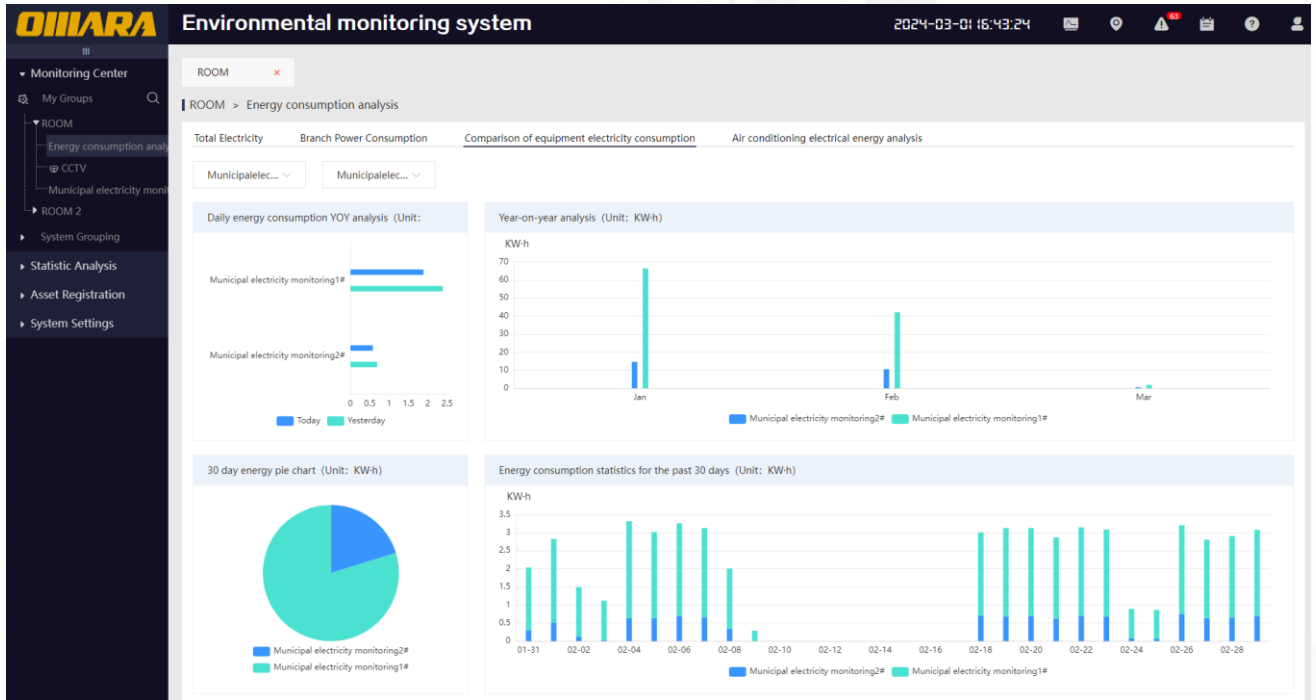 OMARA
Environmental monitoring system
2024-03-01 16:43:24
63
Monitoring Center
My Groups
ROOM
Energy consumption analy
CCTV
Municipal electricity monit
ROOM 2
System Grouping
Statistic Analysis
Asset Registration
System Settings
ROOM ×
ROOM > Energy consumption analysis
Total Electricity Branch Power Consumption Comparison of equipment electricity consumption Air conditioning electrical energy analysis
Municipalelec... Municipalelec...
Daily energy consumption YOY analysis (Unit:
Municipal electricity monitoring1#
Municipal electricity monitoring2#
0 0.5 1 1.5 2 2.5
Today Yesterday
Year-on-year analysis (Unit: KW·h)
KW·h
70
60
50
40
30
20
10
0
Jan Feb Mar
Municipal electricity monitoring2# Municipal electricity monitoring1#
30 day energy pie chart (Unit: KW·h)
Municipal electricity monitoring2#
Municipal electricity monitoring1#
Energy consumption statistics for the past 30 days (Unit: KW·h)
KW·h
3.5
3
2.5
2
1.5
1
0.5
0
01-31 02-02 02-04 02-06 02-08 02-10 02-12 02-14 02-16 02-18 02-20 02-22 02-24 02-26 02-28
Municipal electricity monitoring2# Municipal electricity monitoring1#